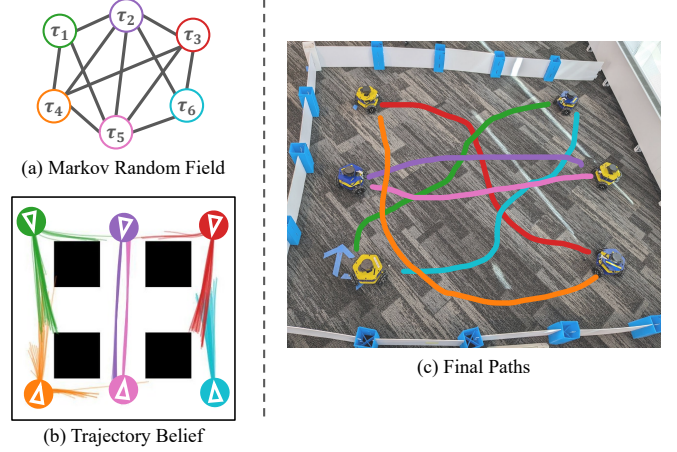 τ₁
τ₂
τ₃
τ₄
τ₅
τ₆
(a) Markov Random Field
(b) Trajectory Belief
(c) Final Paths